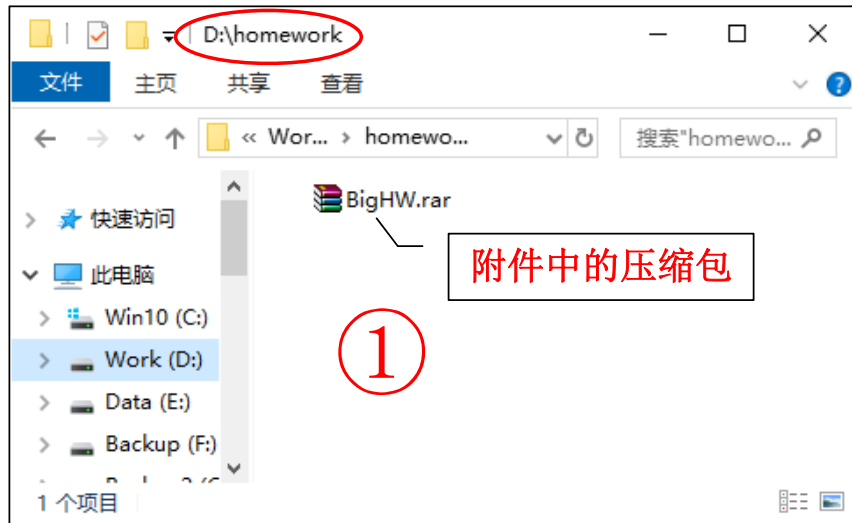 D:\homework
文件 主页 共享 查看
« Wor... › homewo... 搜索"homewo...
快速访问
BigHW.rar
附件中的压缩包
此电脑
Win10 (C:)
①
Work (D:)
Data (E:)
Backup (F:)
1 个项目